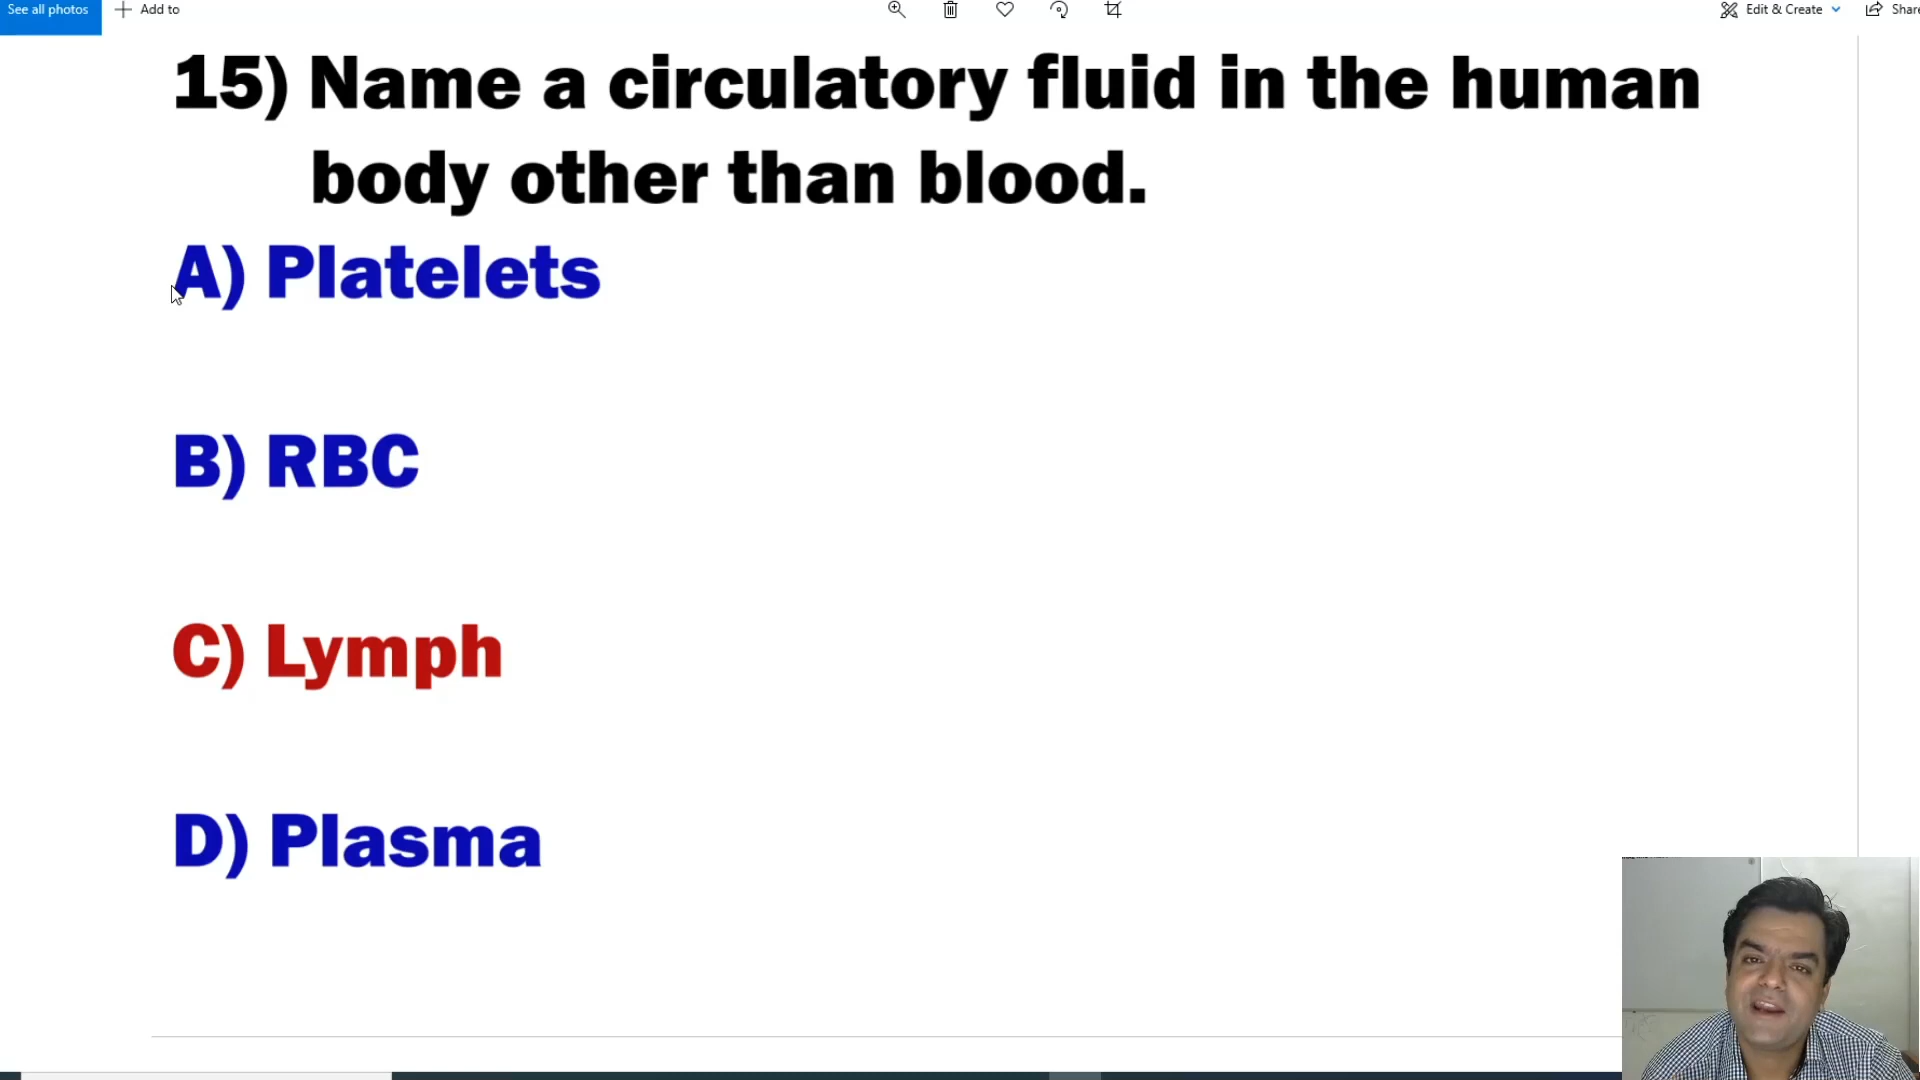 See all photos
Add to
Edit & Create
Share
15) Name a circulatory fluid in the human
body other than blood.
A) Platelets
B) RBC
C) Lymph
D) Plasma